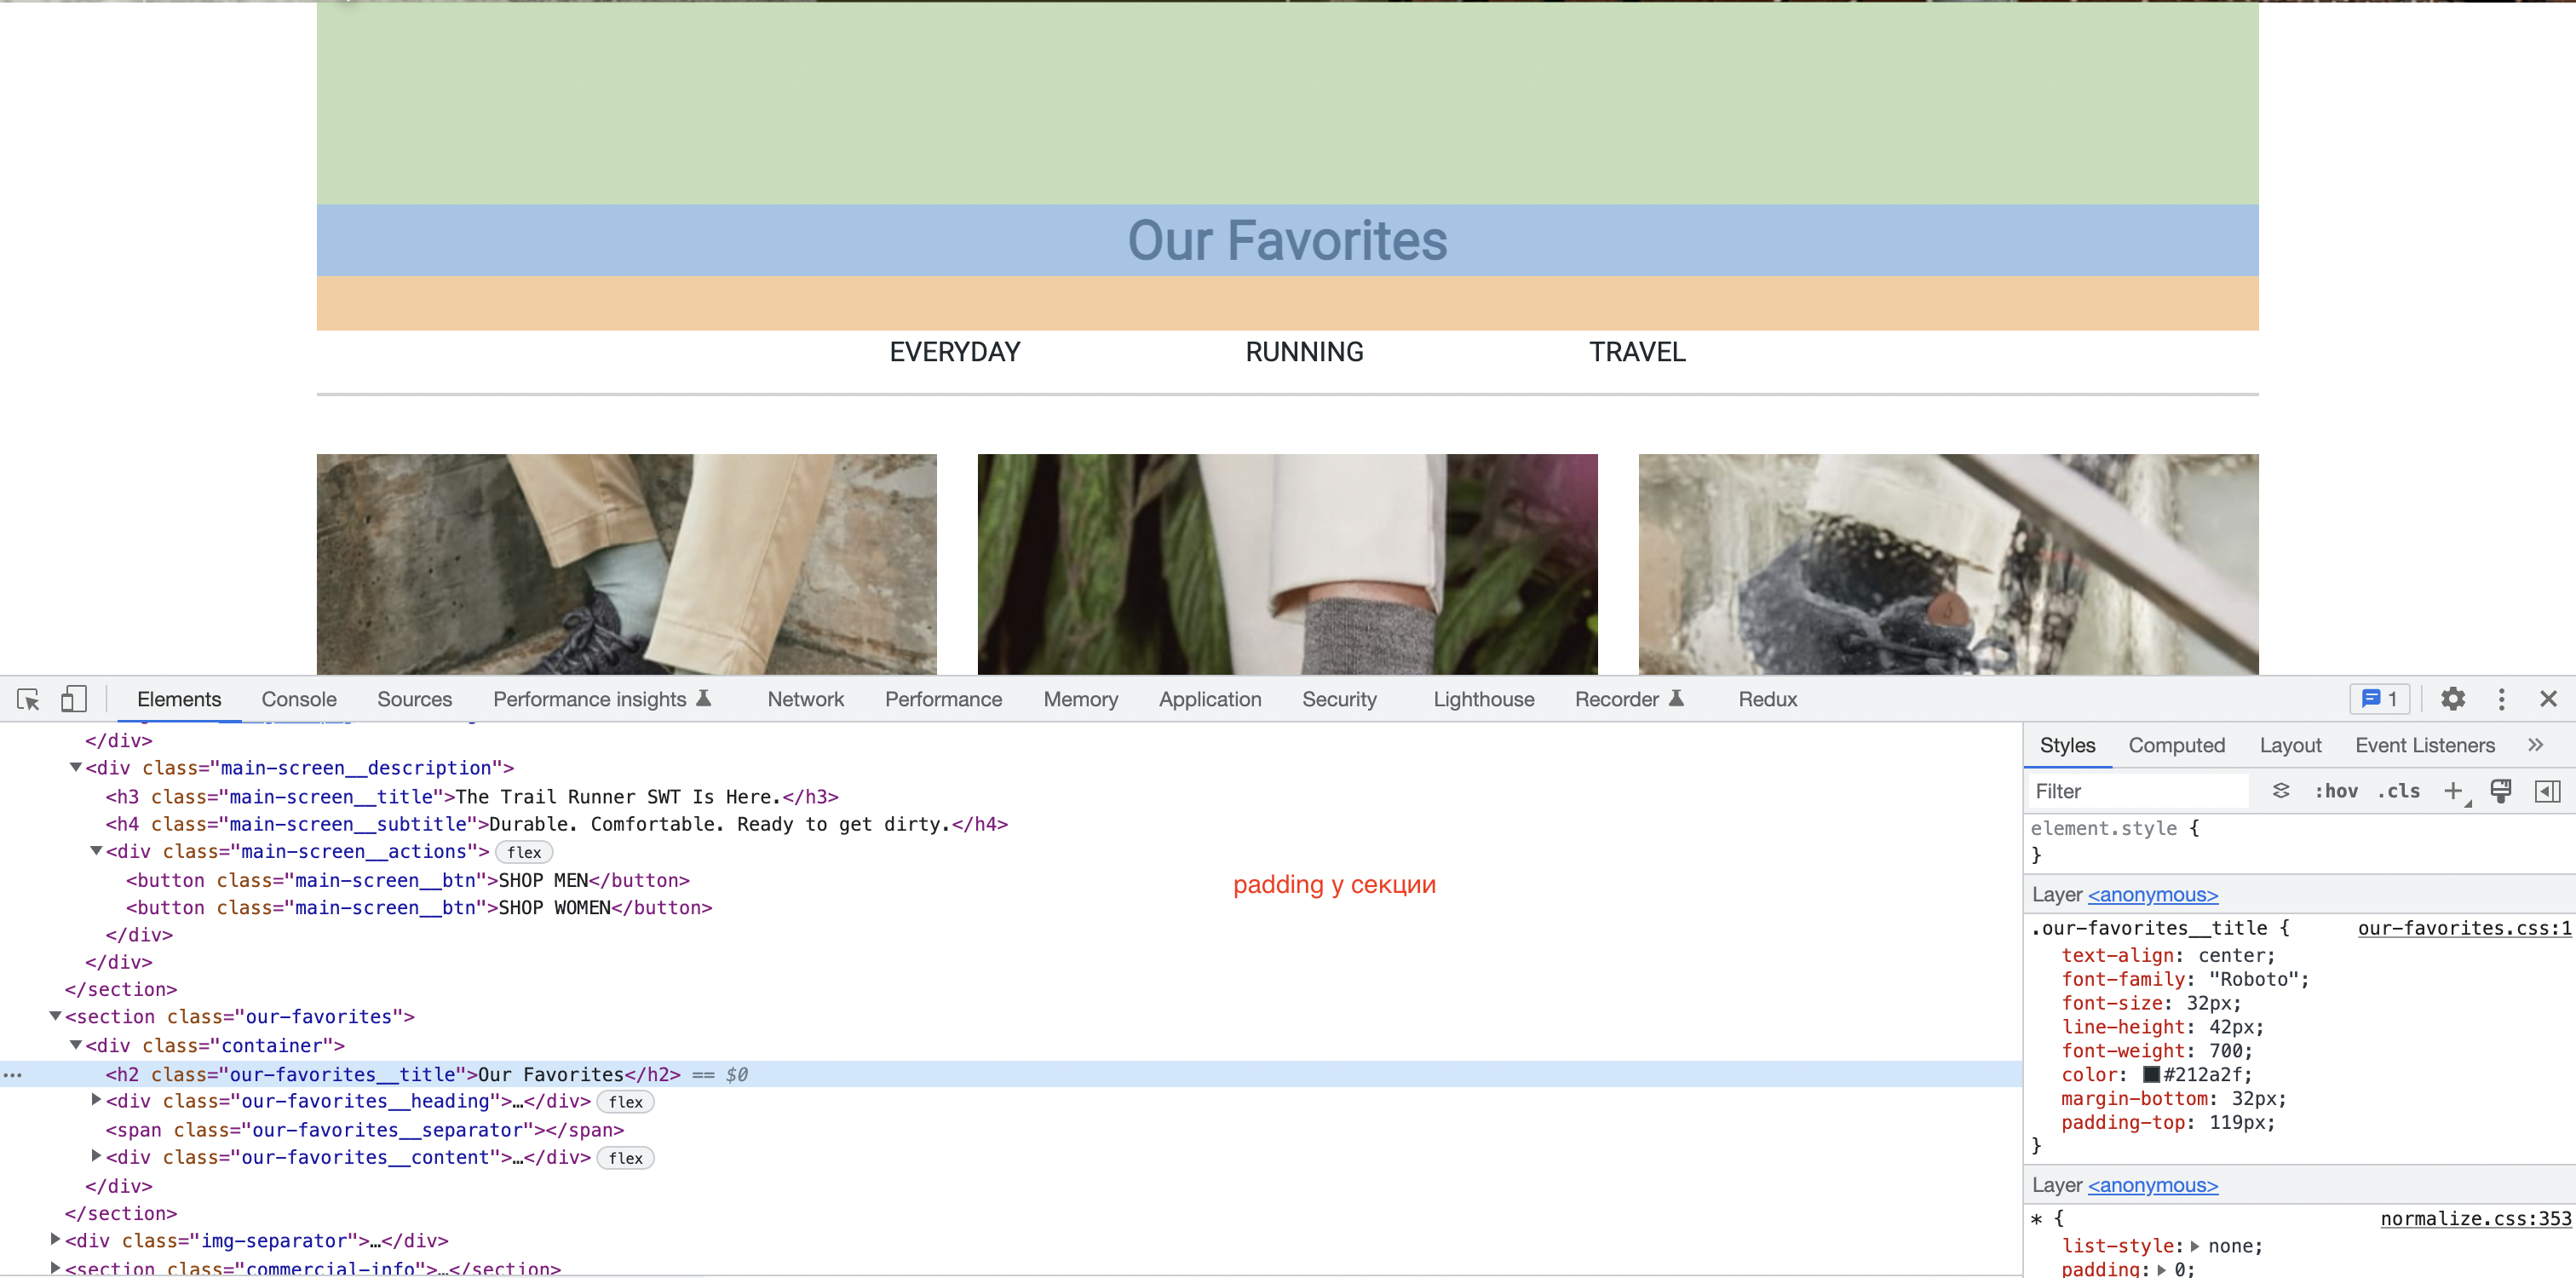 Our Favorites
EVERYDAY RUNNING TRAVEL
Elements Console Sources Performance insights Network Performance Memory Application Security Lighthouse Recorder Redux 1
</div>
<div class="main-screen__description">
<h3 class="main-screen__title">The Trail Runner SWT Is Here.</h3>
<h4 class="main-screen__subtitle">Durable. Comfortable. Ready to get dirty.</h4>
<div class="main-screen__actions"> flex
<button class="main-screen__btn">SHOP MEN</button>
<button class="main-screen__btn">SHOP WOMEN</button>
</div>
</div>
</section>
<section class="our-favorites">
<div class="container">
<h2 class="our-favorites__title">Our Favorites</h2> == $0
<div class="our-favorites__heading">…</div> flex
<span class="our-favorites__separator"></span>
<div class="our-favorites__content">…</div> flex
</div>
</section>
<div class="img-separator">…</div>
<section class="commercial-info">…</section>
padding у секции
Styles Computed Layout Event Listeners »
Filter :hov .cls +
element.style {
}
Layer <anonymous>
.our-favorites__title { our-favorites.css:1
text-align: center;
font-family: "Roboto";
font-size: 32px;
line-height: 42px;
font-weight: 700;
color: #212a2f;
margin-bottom: 32px;
padding-top: 119px;
}
Layer <anonymous>
* { normalize.css:353
list-style: none;
padding: 0;